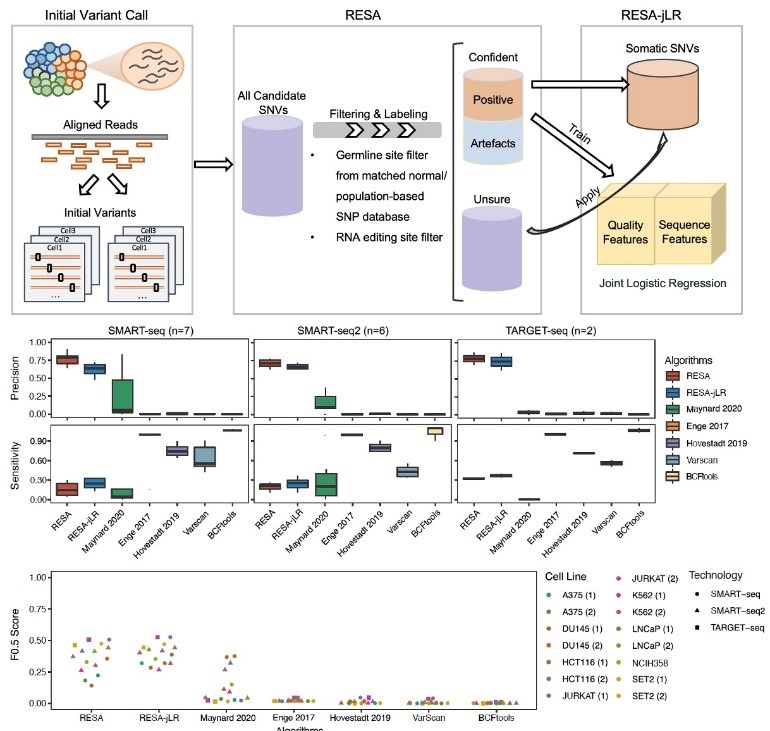 Initial Variant Call
RESA
RESA-jLR
Aligned Reads
Initial Variants
Cell3
Cell2
Cell1
...
Cell3
Cell2
Cell1
...
All Candidate
SNVs
Filtering & Labeling
• Germline site filter
from matched normal/
population-based
SNP database
• RNA editing site filter
Confident
Positive
Artefacts
Unsure
Somatic SNVs
Train
Apply
Quality
Features
Sequence
Features
Joint Logistic Regression
SMART-seq (n=7)
SMART-seq2 (n=6)
TARGET-seq (n=2)
Precision
1.00
0.75
0.50
0.25
0.00
Sensitivity
0.90
0.60
0.30
0.00
RESA
RESA-jLR
Maynard 2020
Enge 2017
Hovestadt 2019
Varscan
BCFtools
RESA
RESA-jLR
Maynard 2020
Enge 2017
Hovestadt 2019
Varscan
BCFtools
RESA
RESA-jLR
Maynard 2020
Enge 2017
Hovestadt 2019
Varscan
BCFtools
Algorithms
RESA
RESA-jLR
Maynard 2020
Enge 2017
Hovestadt 2019
Varscan
BCFtools
F0.5 Score
1.00
0.75
0.50
0.25
0.00
RESA
RESA-jLR
Maynard 2020
Enge 2017
Hovestadt 2019
VarScan
BCFtools
Algorithms
Cell Line
A375 (1)
A375 (2)
DU145 (1)
DU145 (2)
HCT116 (1)
HCT116 (2)
JURKAT (1)
JURKAT (2)
K562 (1)
K562 (2)
LNCaP (1)
LNCaP (2)
NCIH358
SET2 (1)
SET2 (2)
Technology
SMART-seq
SMART-seq2
TARGET-seq